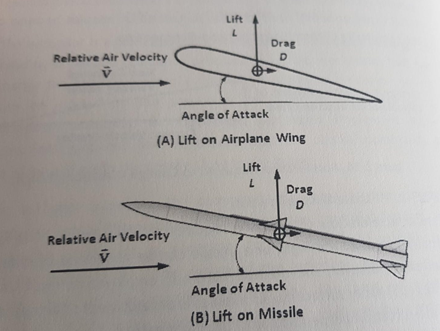 Lift
L
Drag
D
Relative Air Velocity
V̄
Angle of Attack
(A) Lift on Airplane Wing
Lift
L
Drag
D
Relative Air Velocity
V̄
Angle of Attack
(B) Lift on Missile